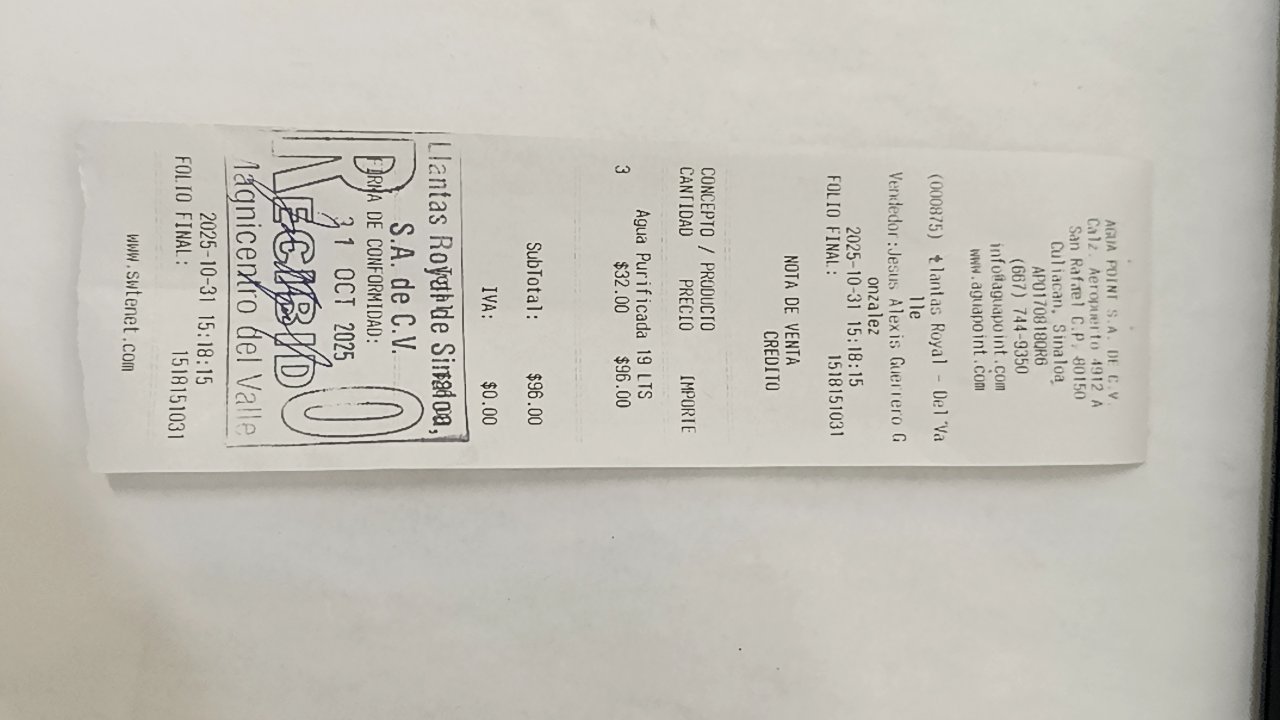 AGUA POINT S.A. DE C.V.
Calz. Aeropuerto 4912 A
San Rafael C.P. 80150
Culiacan, Sinaloa
APO170818QR6
(667) 744-9350
info@aguapoint.com
www.aguapoint.com
(000875) Llantas Royal - Del Va
lle
Vendedor:Jesus Alexis Guerrero G
onzalez
2025-10-31 15:18:15
FOLIO FINAL: 1518151031
NOTA DE VENTA
CREDITO
CONCEPTO / PRODUCTO
CANTIDAD PRECIO IMPORTE
3
Agua Purificada 19 LTS
$32.00 $96.00
SubTotal: $96.00
IVA: $0.00
Llantas Royal de Sinaloa,
S.A. de C.V.
FIRMA DE CONFORMIDAD:
31 OCT 2025
RECIBIDO
Magnicentro del Valle
2025-10-31 15:18:15
FOLIO FINAL: 1518151031
www.swtenet.com